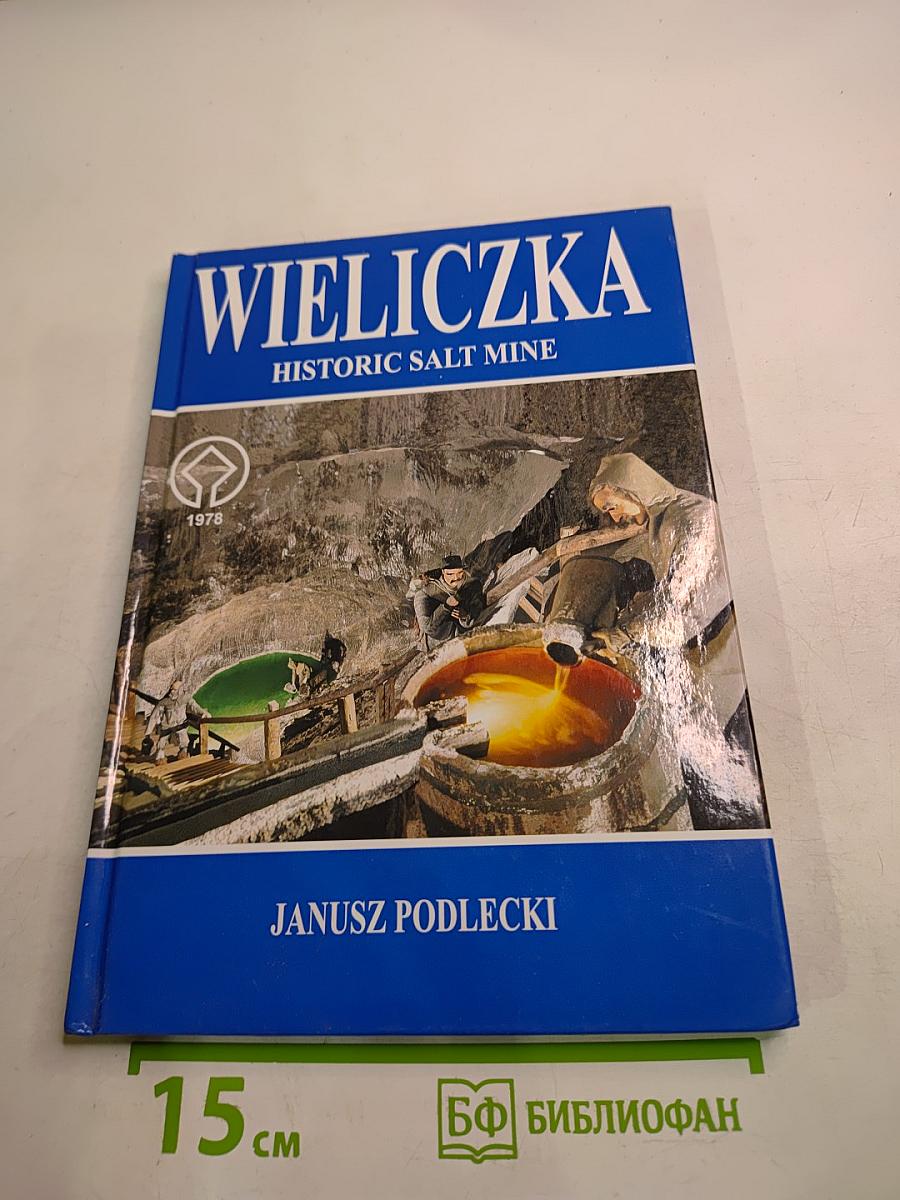 WIELICZKA
HISTORIC SALT MINE
1978
JANUSZ PODLECKI
15 см
БФ БИБЛИОФАН